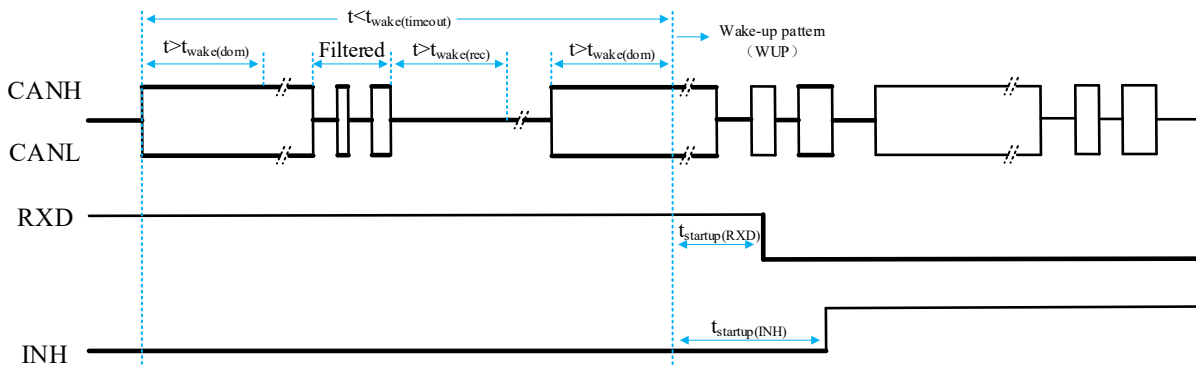 t<twake(timeout)
Wake-up pattern
（WUP）
t>twake(dom)
Filtered
t>twake(rec)
t>twake(dom)
CANH
CANL
RXD
tstartup(RXD)
tstartup(INH)
INH